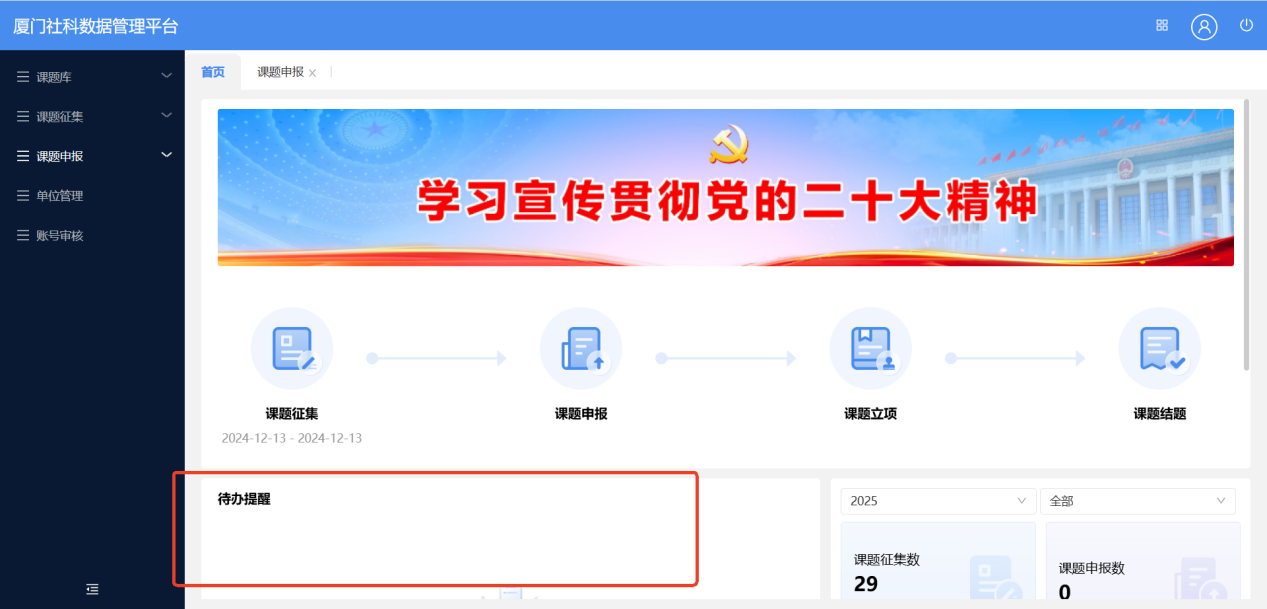 厦门社科数据管理平台
课题库
课题征集
课题申报
单位管理
账号审核
首页
课题申报
学习宣传贯彻党的二十大精神
课题征集
课题申报
课题立项
课题结题
2024-12-13 - 2024-12-13
待办提醒
2025
全部
课题征集数
29
课题申报数
0